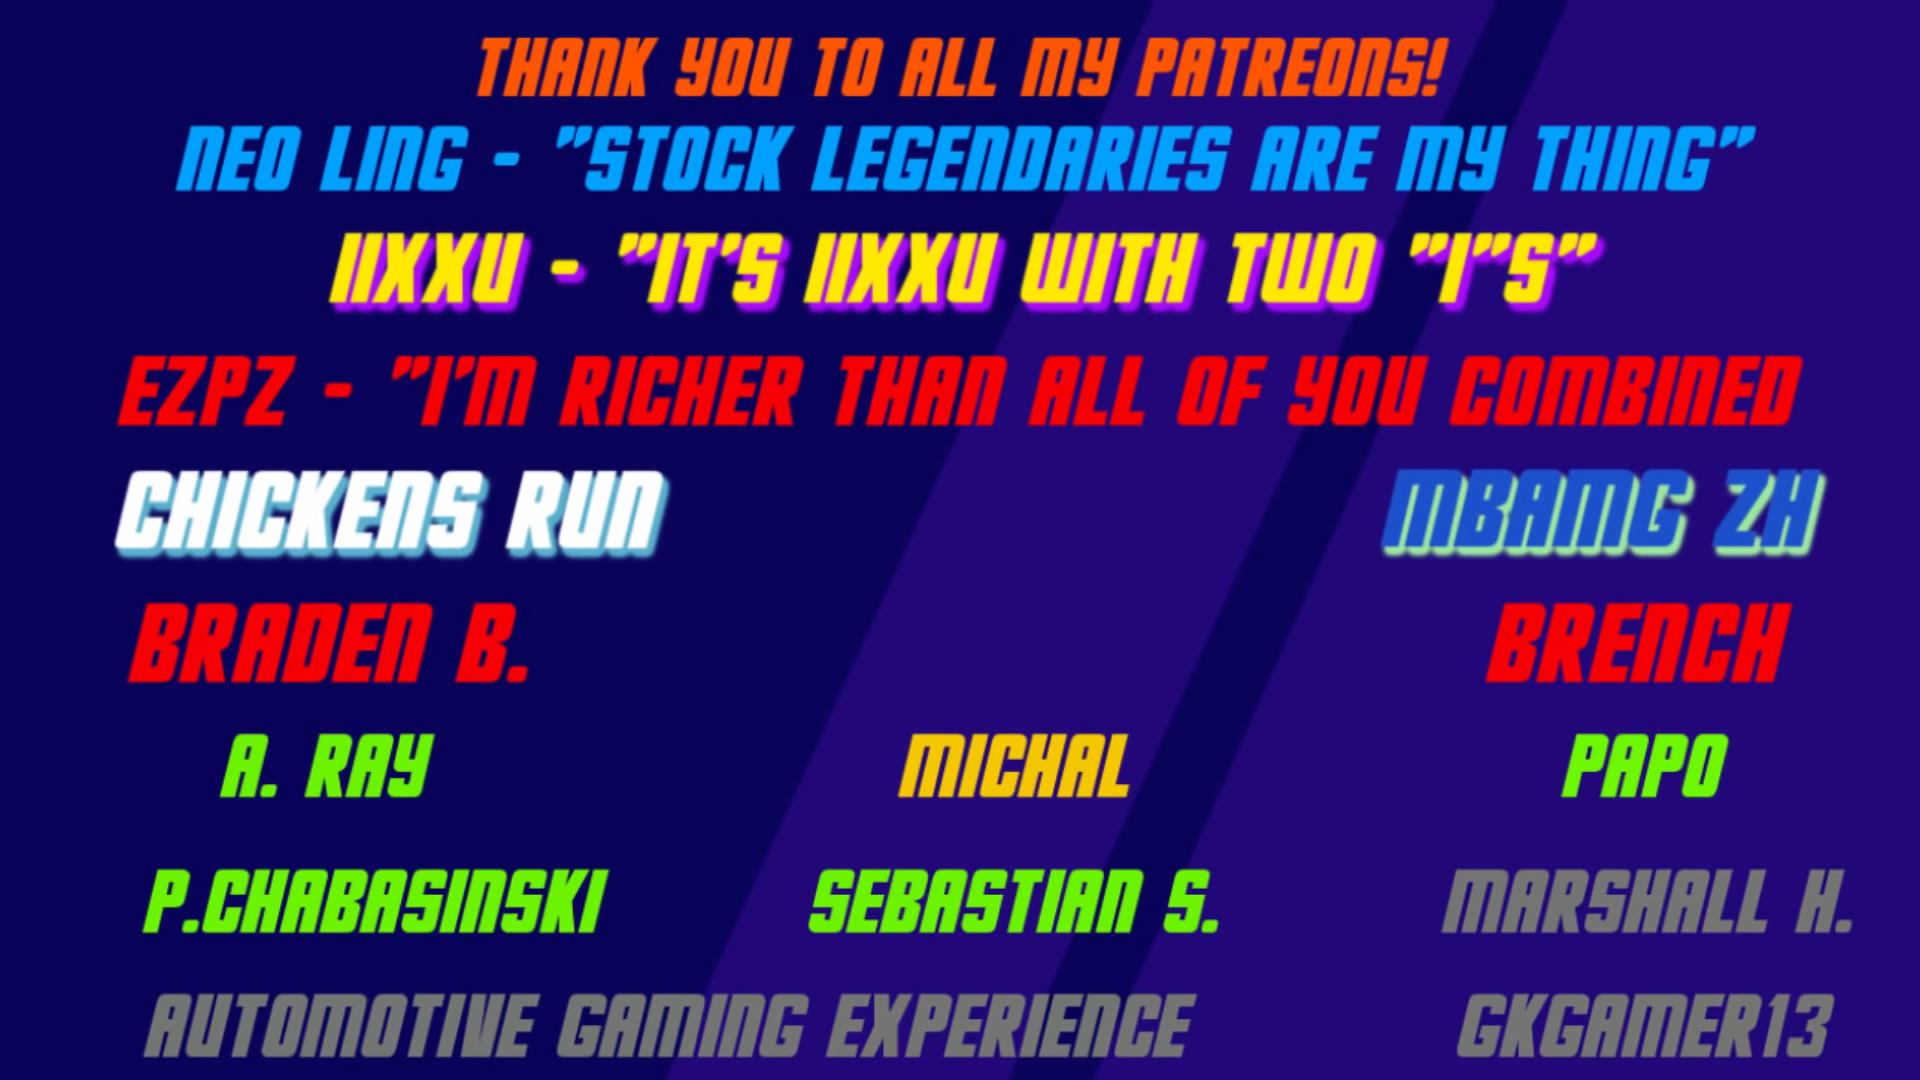 THANK YOU TO ALL MY PATREONS!
NEO LING - "STOCK LEGENDARIES ARE MY THING"
IIXXU - "IT'S IIXXU WITH TWO "I"S"
EZPZ - "I'M RICHER THAN ALL OF YOU COMBINED
CHICKENS RUN MBAMG ZH
BRADEN B. BRENCH
A. RAY MICHAL PAPO
P.CHABASINSKI SEBASTIAN S. MARSHALL H.
AUTOMOTIVE GAMING EXPERIENCE GKGAMER13